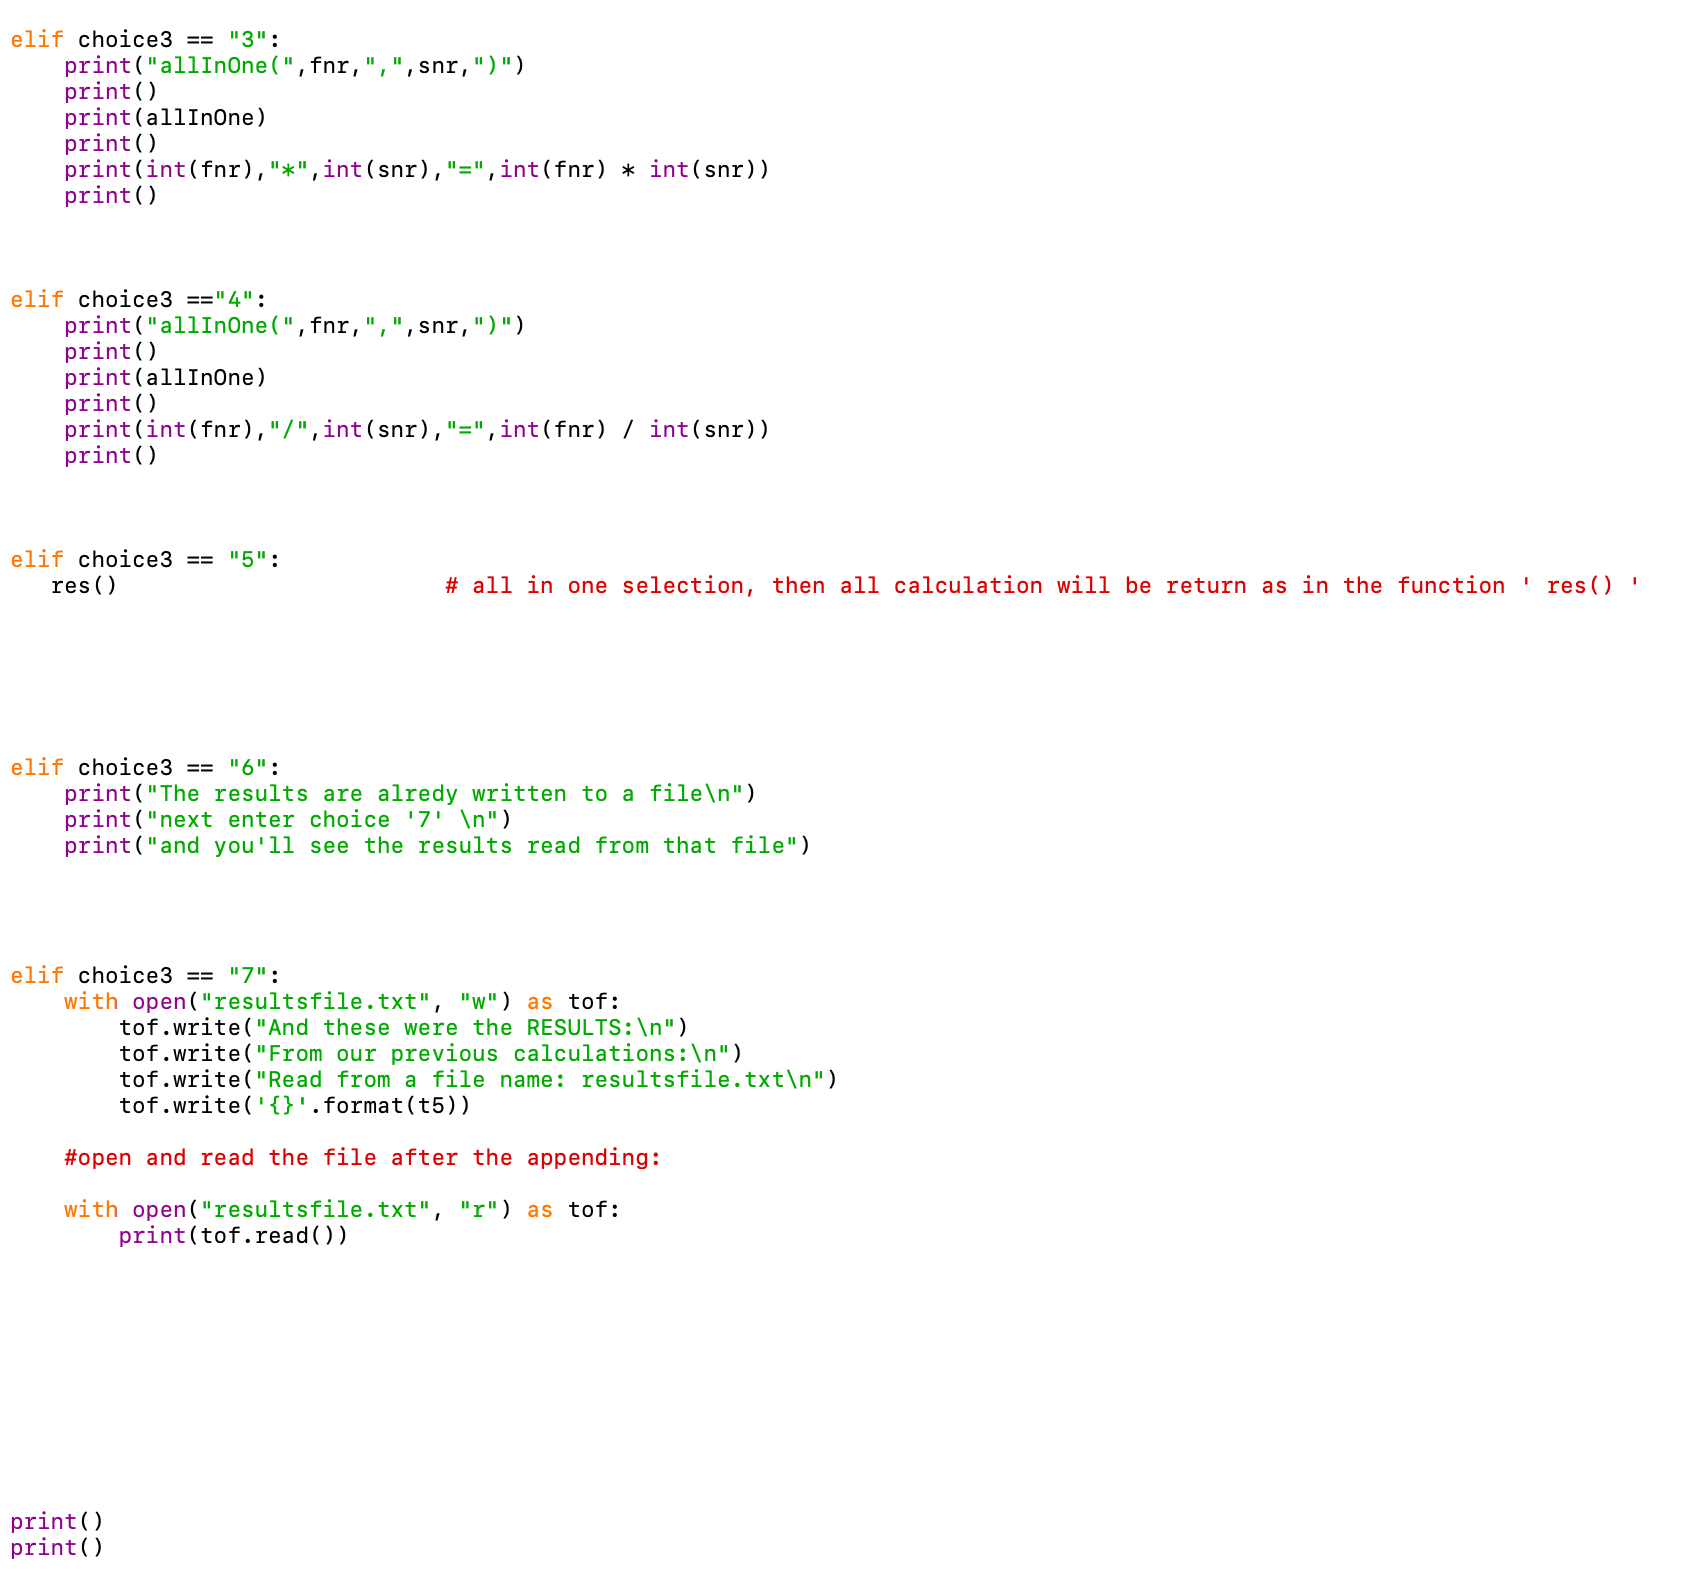 elif choice3 == "3":
    print("allInOne(",fnr,",",snr,")")
    print()
    print(allInOne)
    print()
    print(int(fnr),"*",int(snr),"=",int(fnr) * int(snr))
    print()
elif choice3 =="4":
    print("allInOne(",fnr,",",snr,")")
    print()
    print(allInOne)
    print()
    print(int(fnr),"/",int(snr),"=",int(fnr) / int(snr))
    print()
elif choice3 == "5":
   res()                        # all in one selection, then all calculation will be return as in the function ' res() '
elif choice3 == "6":
    print("The results are alredy written to a file\n")
    print("next enter choice '7' \n")
    print("and you'll see the results read from that file")
elif choice3 == "7":
    with open("resultsfile.txt", "w") as tof:
        tof.write("And these were the RESULTS:\n")
        tof.write("From our previous calculations:\n")
        tof.write("Read from a file name: resultsfile.txt\n")
        tof.write('{}'.format(t5))
    #open and read the file after the appending:
    with open("resultsfile.txt", "r") as tof:
        print(tof.read())
print()
print()